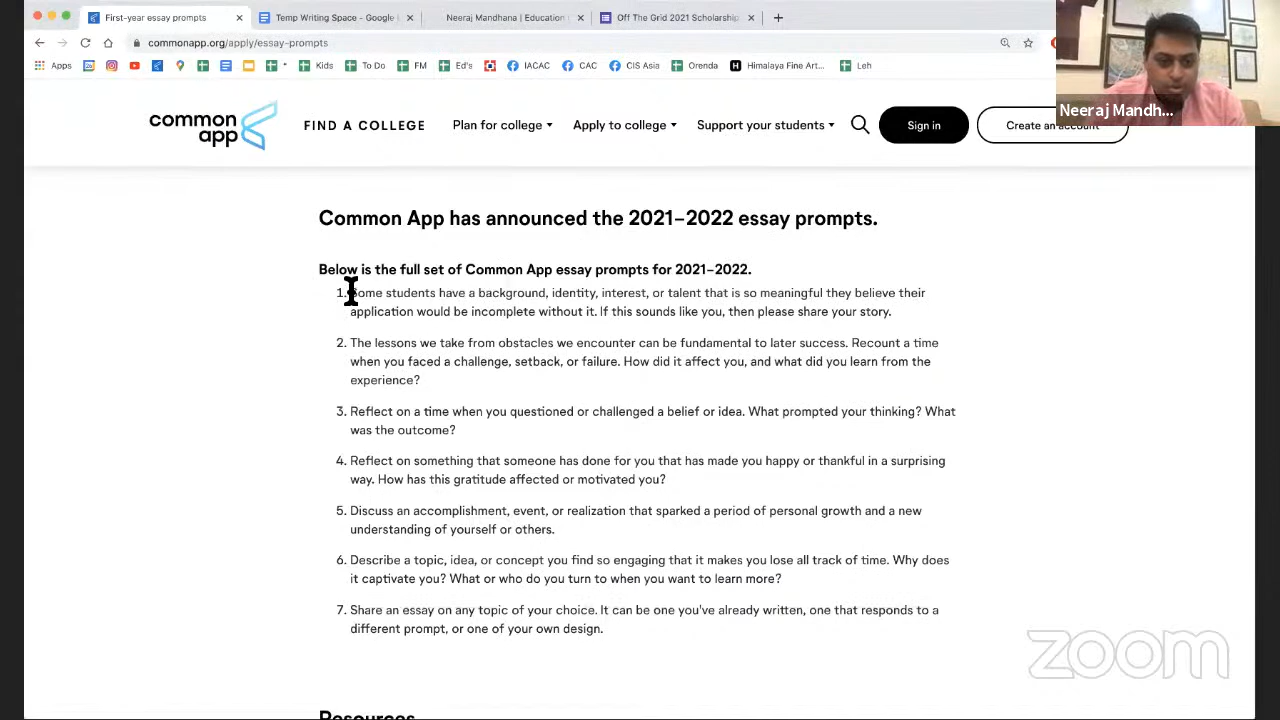 First-year essay prompts
Temp Writing Space - Google
Neeraj Mandhana | Education
Off The Grid 2021 Scholarship
commonapp.org/apply/essay-prompts
Apps
Kids
To Do
FM
Ed's
IACAC
CAC
CIS Asia
Orenda
Himalaya Fine Art...
Leh
Neeraj Mandh...
common app
FIND A COLLEGE
Plan for college
Apply to college
Support your students
Sign in
Create an account
Common App has announced the 2021–2022 essay prompts.
Below is the full set of Common App essay prompts for 2021–2022.
1. Some students have a background, identity, interest, or talent that is so meaningful they believe their
application would be incomplete without it. If this sounds like you, then please share your story.
2. The lessons we take from obstacles we encounter can be fundamental to later success. Recount a time
when you faced a challenge, setback, or failure. How did it affect you, and what did you learn from the
experience?
3. Reflect on a time when you questioned or challenged a belief or idea. What prompted your thinking? What
was the outcome?
4. Reflect on something that someone has done for you that has made you happy or thankful in a surprising
way. How has this gratitude affected or motivated you?
5. Discuss an accomplishment, event, or realization that sparked a period of personal growth and a new
understanding of yourself or others.
6. Describe a topic, idea, or concept you find so engaging that it makes you lose all track of time. Why does
it captivate you? What or who do you turn to when you want to learn more?
7. Share an essay on any topic of your choice. It can be one you've already written, one that responds to a
different prompt, or one of your own design.
zoom
Resources